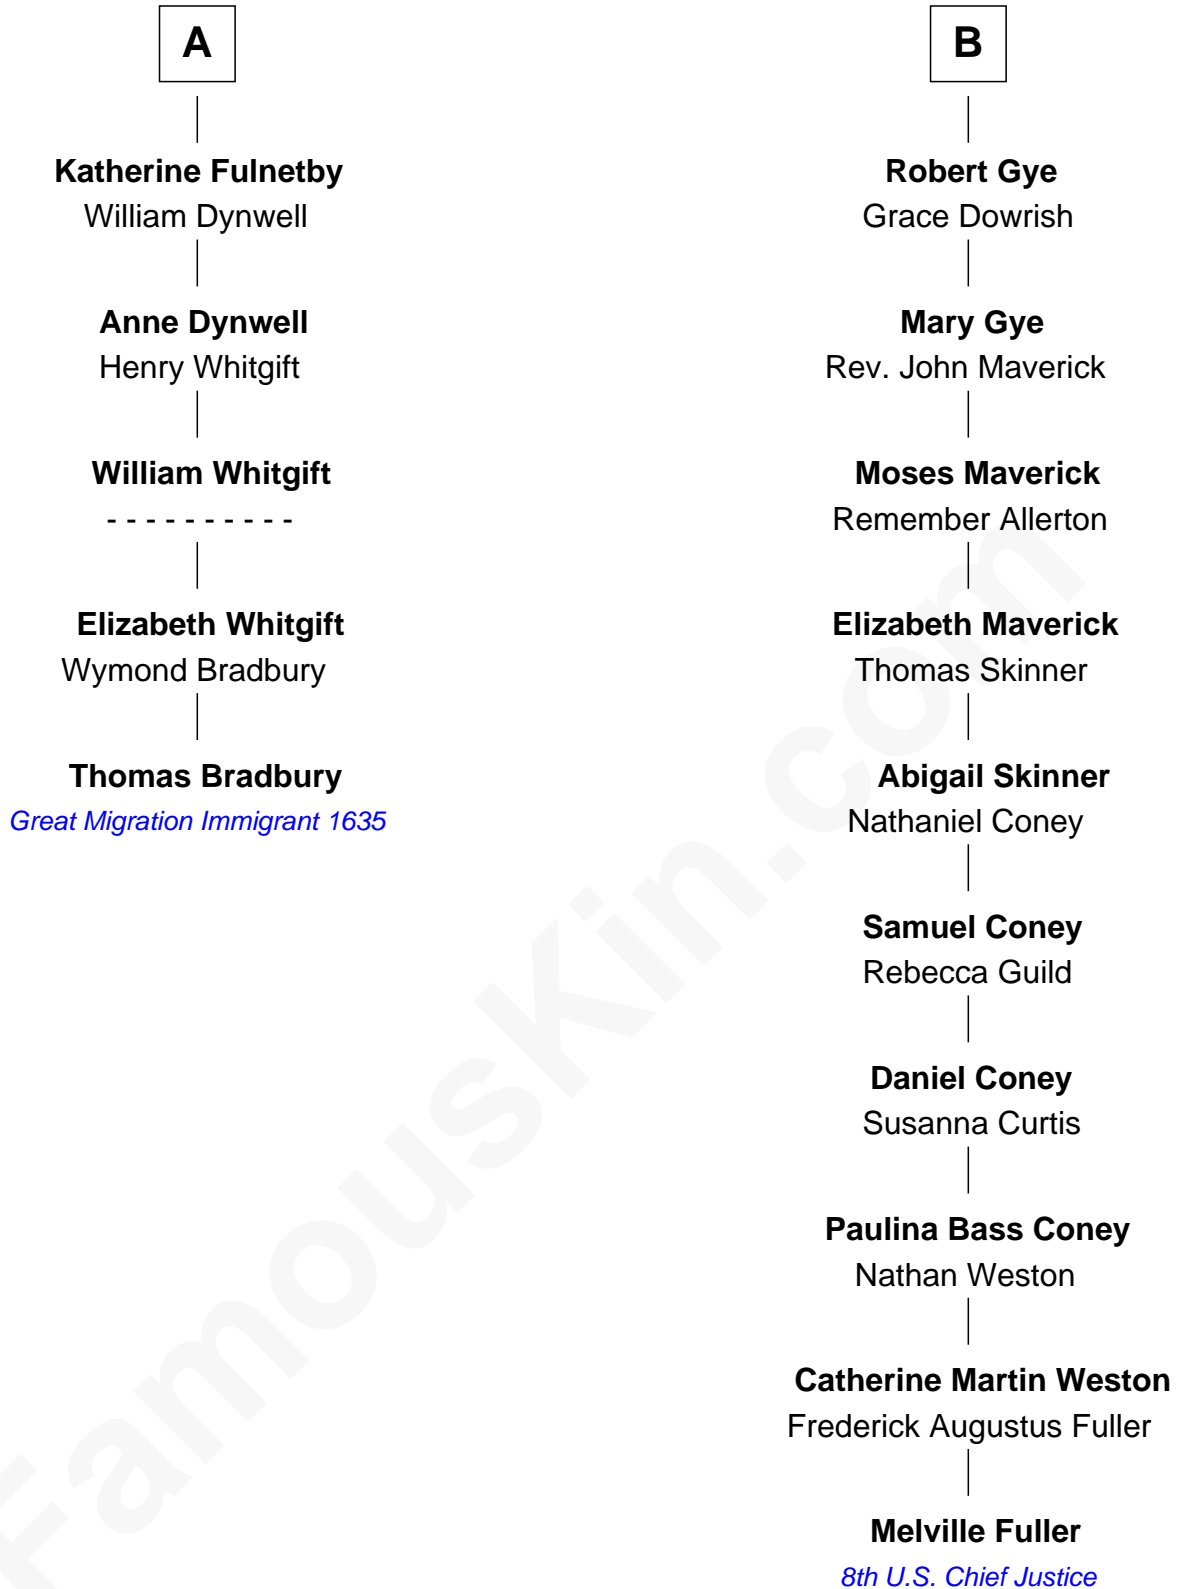 A
Katherine Fulnetby
William Dynwell
Anne Dynwell
Henry Whitgift
William Whitgift
- - - - - - - - - -
Elizabeth Whitgift
Wymond Bradbury
Thomas Bradbury
Great Migration Immigrant 1635
B
Robert Gye
Grace Dowrish
Mary Gye
Rev. John Maverick
Moses Maverick
Remember Allerton
Elizabeth Maverick
Thomas Skinner
Abigail Skinner
Nathaniel Coney
Samuel Coney
Rebecca Guild
Daniel Coney
Susanna Curtis
Paulina Bass Coney
Nathan Weston
Catherine Martin Weston
Frederick Augustus Fuller
Melville Fuller
8th U.S. Chief Justice
FamousKin.com